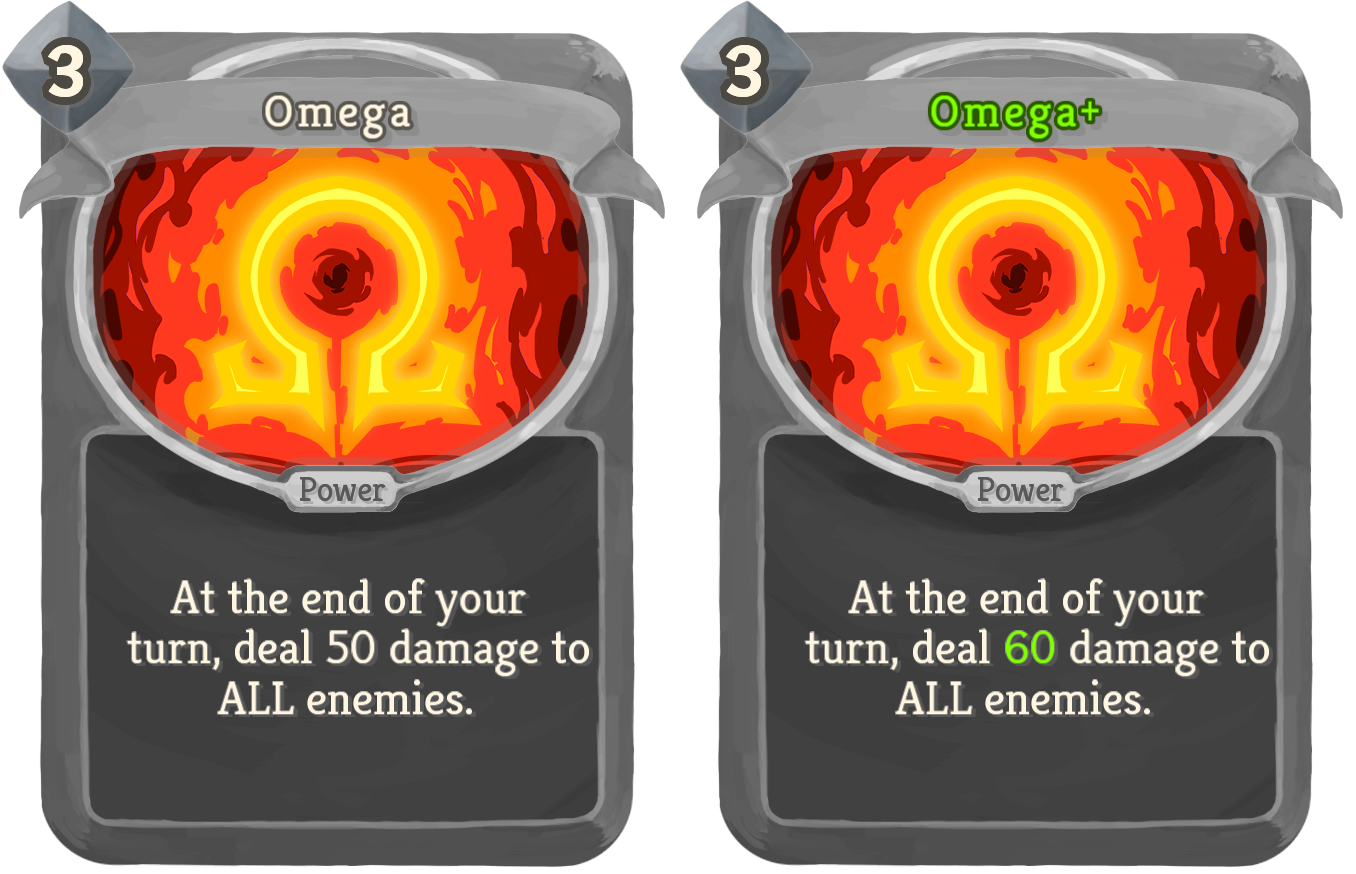 3
Omega
Power
At the end of your
turn, deal 50 damage to
ALL enemies.
3
Omega+
Power
At the end of your
turn, deal 60 damage to
ALL enemies.